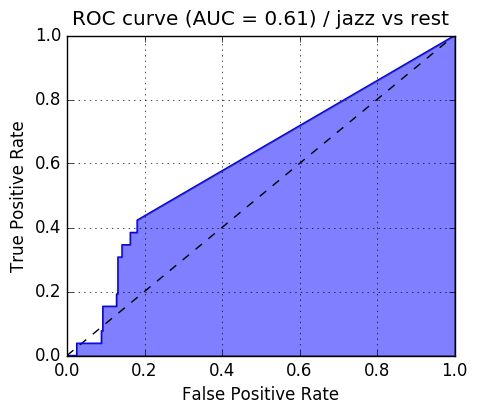 ROC curve (AUC = 0.61) / jazz vs rest
1.0
0.8
0.6
0.4
0.2
0.0
True Positive Rate
0.0 0.2 0.4 0.6 0.8 1.0
False Positive Rate